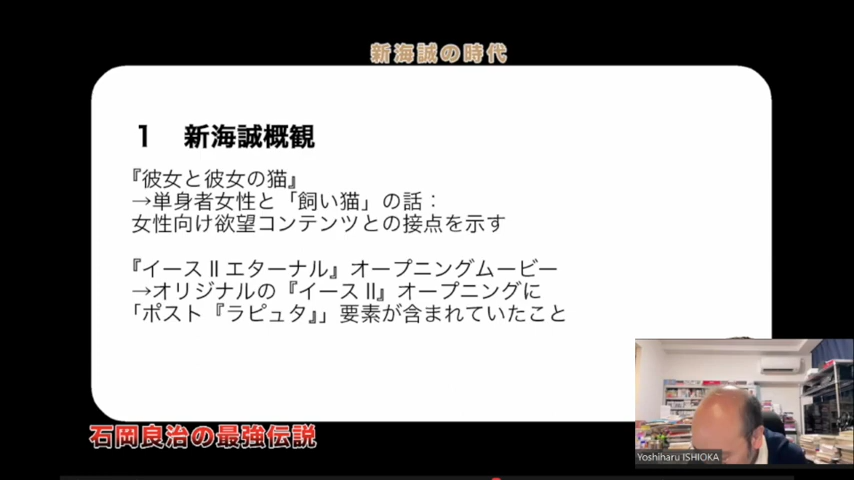 新海誠の時代
1 新海誠概観
『彼女と彼女の猫』
→単身者女性と「飼い猫」の話：
女性向け欲望コンテンツとの接点を示す
『イースⅡエターナル』オープニングムービー
→オリジナルの『イースⅡ』オープニングに
「ポスト『ラピュタ』」要素が含まれていたこと
石岡良治の最強伝説
Yoshiharu ISHIOKA